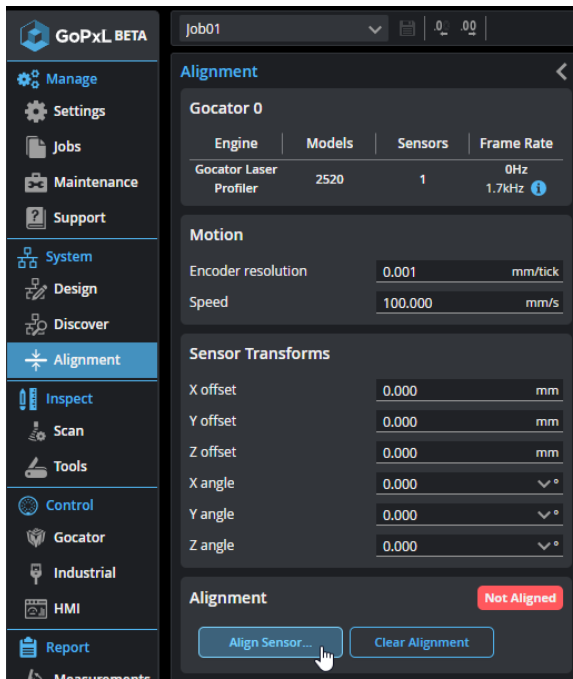 GoPxL BETA
Job01
.0 .00
Manage
Settings
Jobs
Maintenance
Support
System
Design
Discover
Alignment
Inspect
Scan
Tools
Control
Gocator
Industrial
HMI
Report
Measurements
Alignment
Gocator 0
Engine Models Sensors Frame Rate
Gocator Laser Profiler 2520 1 0Hz
1.7kHz
Motion
Encoder resolution 0.001 mm/tick
Speed 100.000 mm/s
Sensor Transforms
X offset 0.000 mm
Y offset 0.000 mm
Z offset 0.000 mm
X angle 0.000 °
Y angle 0.000 °
Z angle 0.000 °
Alignment Not Aligned
Align Sensor... Clear Alignment